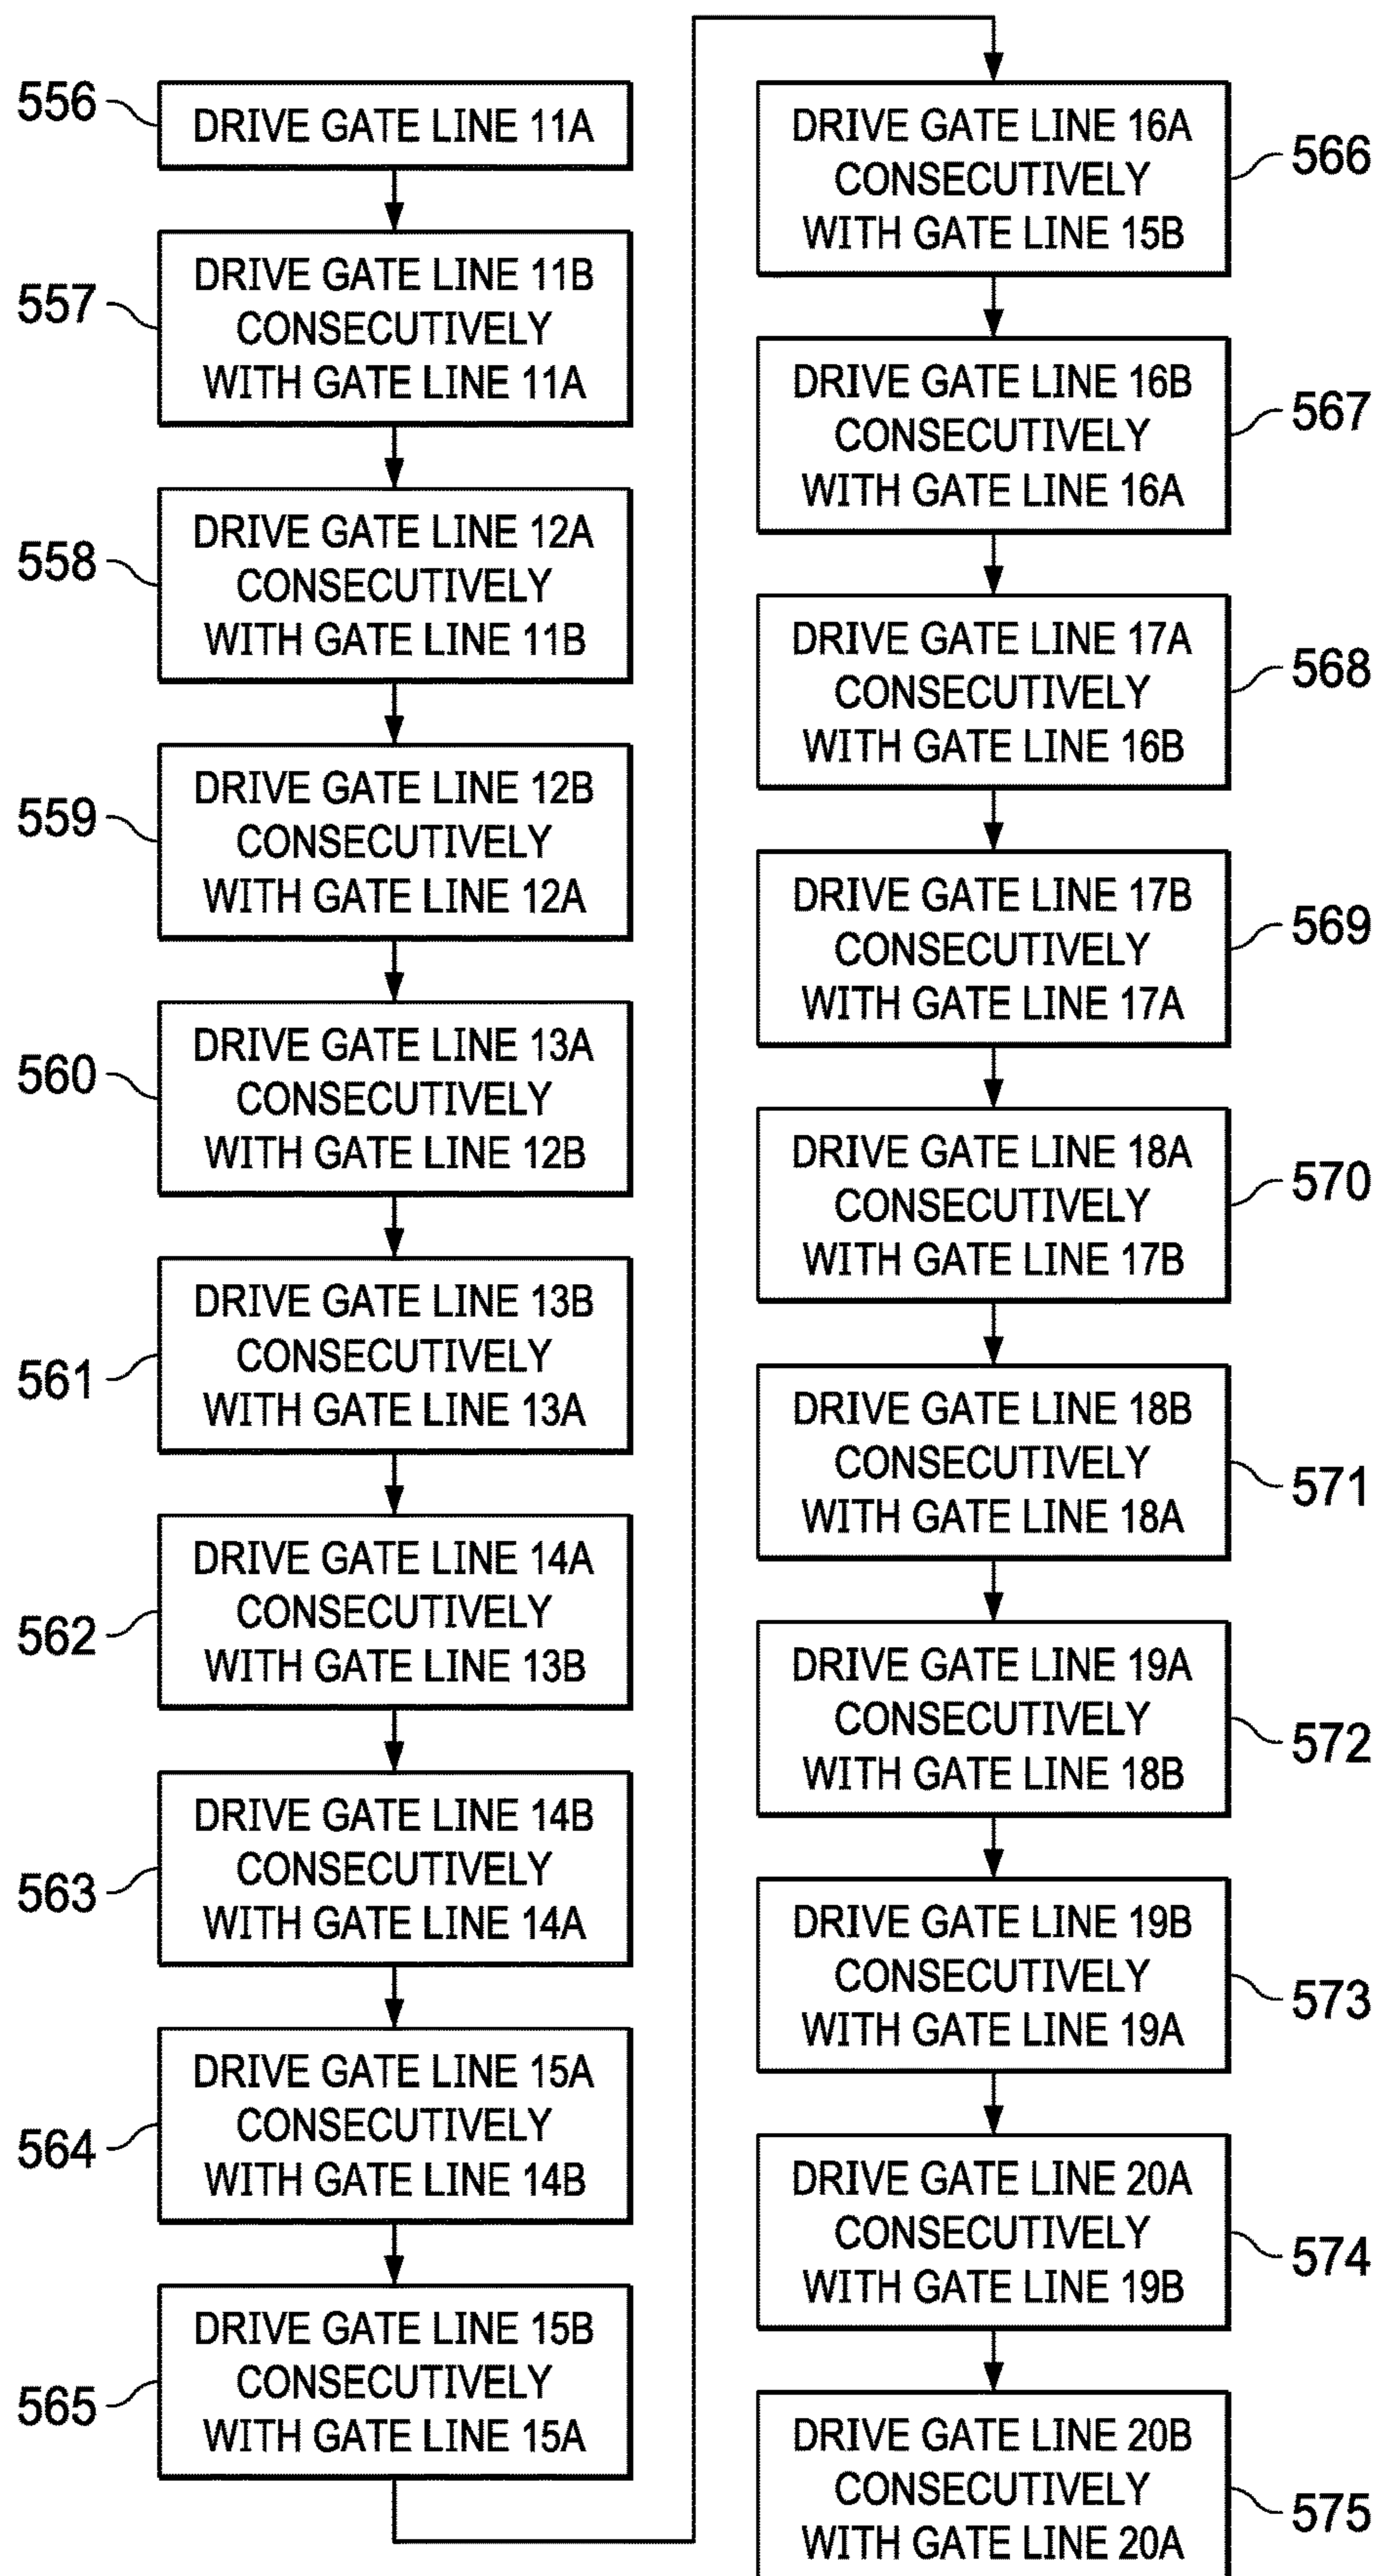 556
DRIVE GATE LINE 11A
557
DRIVE GATE LINE 11B
CONSECUTIVELY
WITH GATE LINE 11A
558
DRIVE GATE LINE 12A
CONSECUTIVELY
WITH GATE LINE 11B
559
DRIVE GATE LINE 12B
CONSECUTIVELY
WITH GATE LINE 12A
560
DRIVE GATE LINE 13A
CONSECUTIVELY
WITH GATE LINE 12B
561
DRIVE GATE LINE 13B
CONSECUTIVELY
WITH GATE LINE 13A
562
DRIVE GATE LINE 14A
CONSECUTIVELY
WITH GATE LINE 13B
563
DRIVE GATE LINE 14B
CONSECUTIVELY
WITH GATE LINE 14A
564
DRIVE GATE LINE 15A
CONSECUTIVELY
WITH GATE LINE 14B
565
DRIVE GATE LINE 15B
CONSECUTIVELY
WITH GATE LINE 15A
DRIVE GATE LINE 16A
CONSECUTIVELY
WITH GATE LINE 15B
566
DRIVE GATE LINE 16B
CONSECUTIVELY
WITH GATE LINE 16A
567
DRIVE GATE LINE 17A
CONSECUTIVELY
WITH GATE LINE 16B
568
DRIVE GATE LINE 17B
CONSECUTIVELY
WITH GATE LINE 17A
569
DRIVE GATE LINE 18A
CONSECUTIVELY
WITH GATE LINE 17B
570
DRIVE GATE LINE 18B
CONSECUTIVELY
WITH GATE LINE 18A
571
DRIVE GATE LINE 19A
CONSECUTIVELY
WITH GATE LINE 18B
572
DRIVE GATE LINE 19B
CONSECUTIVELY
WITH GATE LINE 19A
573
DRIVE GATE LINE 20A
CONSECUTIVELY
WITH GATE LINE 19B
574
DRIVE GATE LINE 20B
CONSECUTIVELY
WITH GATE LINE 20A
575